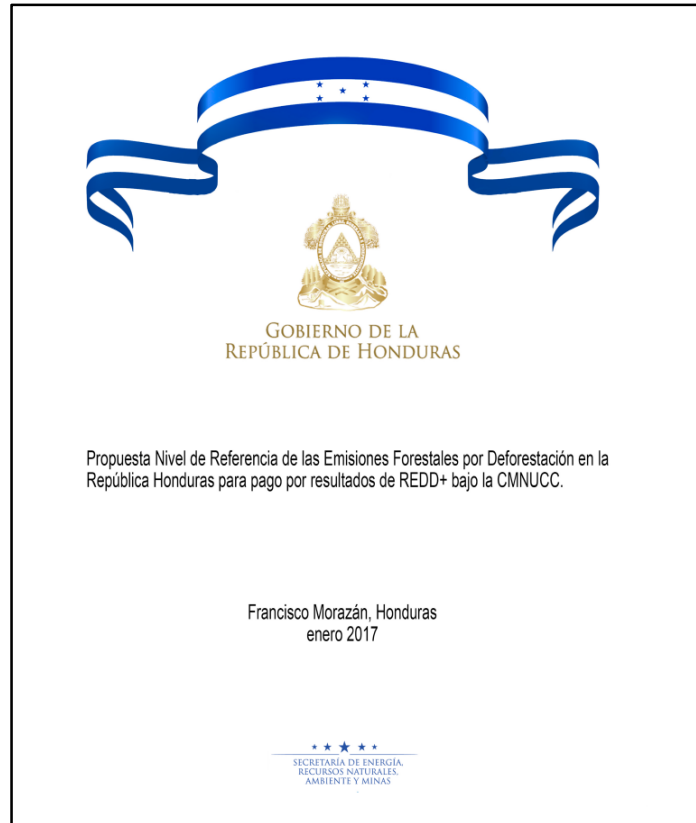 GOBIERNO DE LA
REPÚBLICA DE HONDURAS
Propuesta Nivel de Referencia de las Emisiones Forestales por Deforestación en la
República Honduras para pago por resultados de REDD+ bajo la CMNUCC.
Francisco Morazán, Honduras
enero 2017
SECRETARÍA DE ENERGÍA,
RECURSOS NATURALES,
AMBIENTE Y MINAS